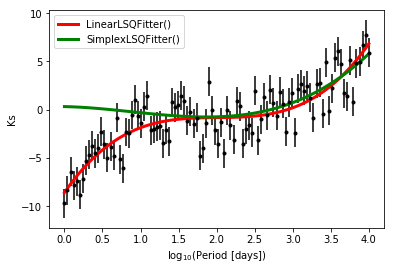 LinearLSQFitter()
SimplexLSQFitter()
10
5
0
−5
−10
Ks
0.0 0.5 1.0 1.5 2.0 2.5 3.0 3.5 4.0
log₁₀(Period [days])